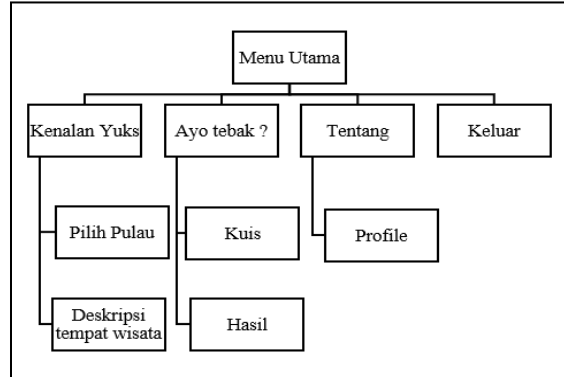 Menu Utama
Kenalan Yuks
Ayo tebak ?
Tentang
Keluar
Pilih Pulau
Kuis
Profile
Deskripsi
tempat wisata
Hasil